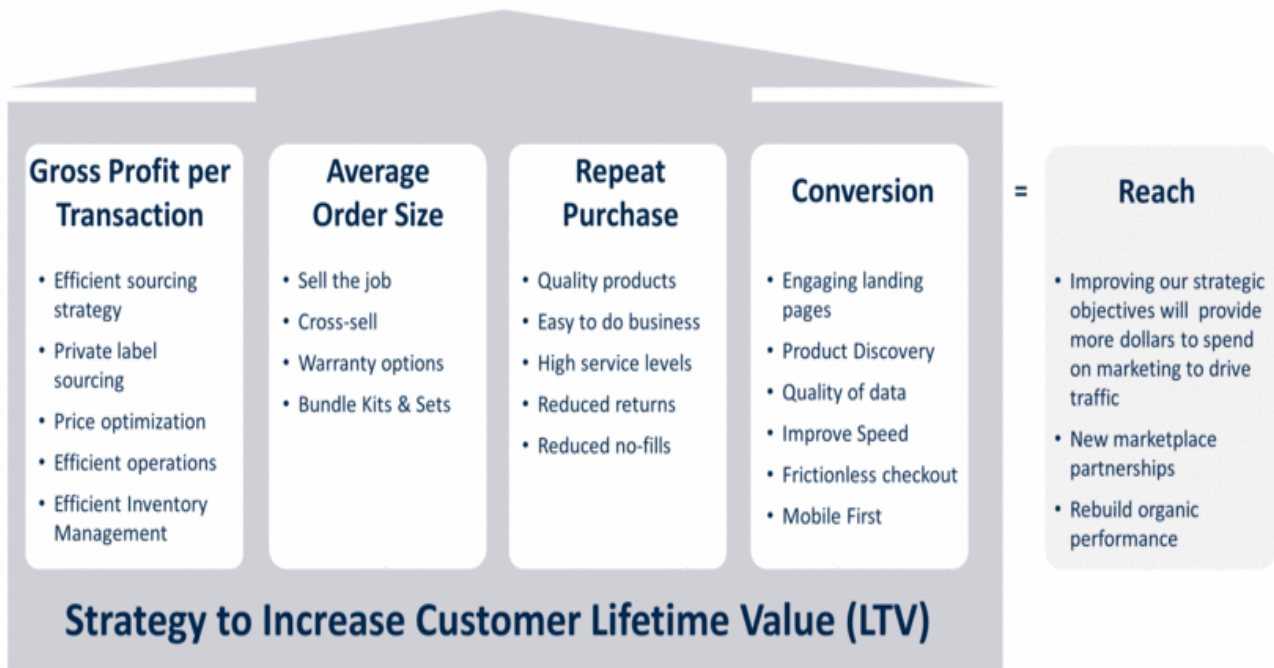 Gross Profit per
Transaction
• Efficient sourcing
strategy
• Private label
sourcing
• Price optimization
• Efficient operations
• Efficient Inventory
Management
Average
Order Size
• Sell the job
• Cross-sell
• Warranty options
• Bundle Kits & Sets
Repeat
Purchase
• Quality products
• Easy to do business
• High service levels
• Reduced returns
• Reduced no-fills
Conversion
• Engaging landing
pages
• Product Discovery
• Quality of data
• Improve Speed
• Frictionless checkout
• Mobile First
=
Reach
• Improving our strategic
objectives will provide
more dollars to spend
on marketing to drive
traffic
• New marketplace
partnerships
• Rebuild organic
performance
Strategy to Increase Customer Lifetime Value (LTV)